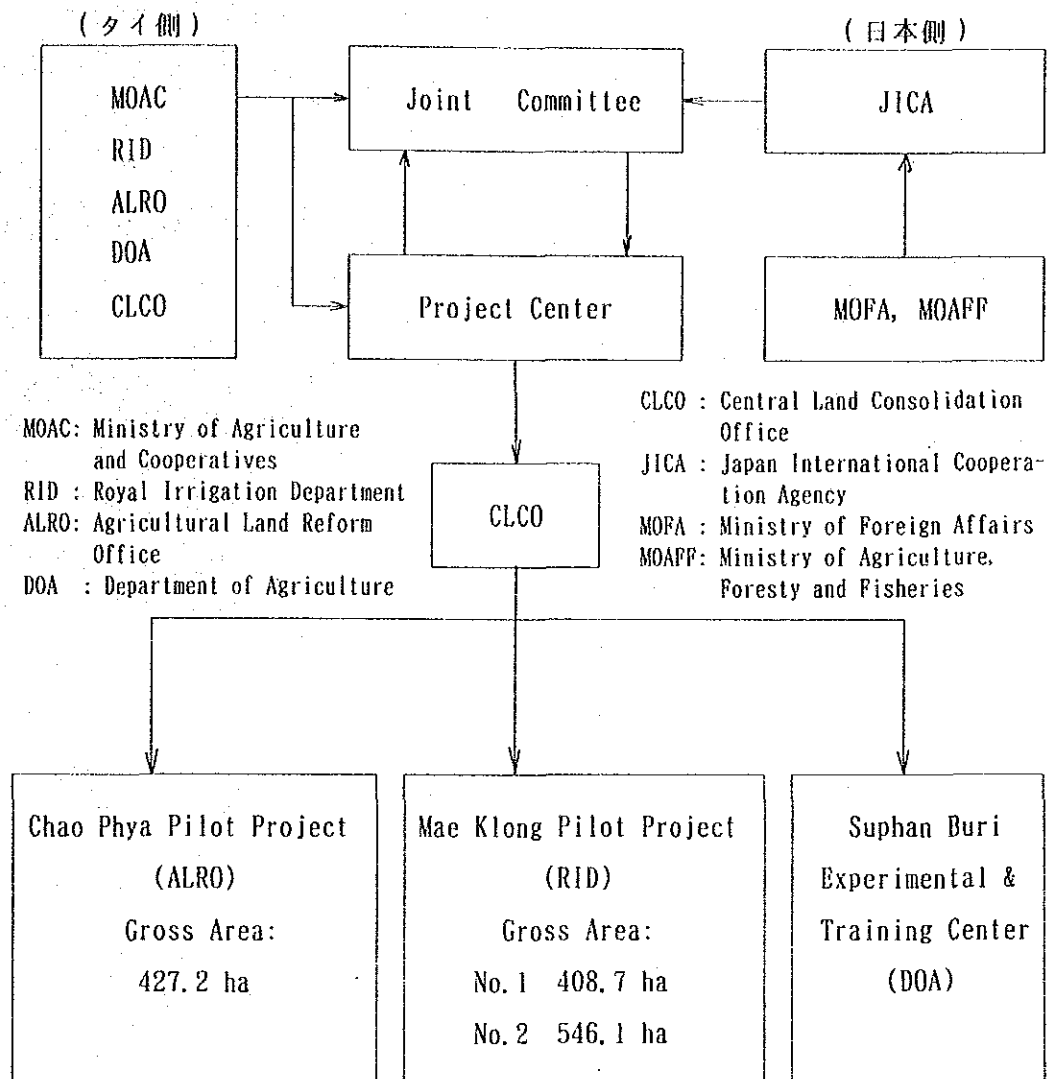 (タイ側)
(日本側)
MOAC
RID
ALRO
DOA
CLCO
Joint Committee
JICA
Project Center
MOFA, MOAFF
MOAC: Ministry of Agriculture
and Cooperatives
RID : Royal Irrigation Department
ALRO: Agricultural Land Reform
Office
DOA : Department of Agriculture
CLCO
CLCO : Central Land Consolidation
Office
JICA : Japan International Coopera-
tion Agency
MOFA : Ministry of Foreign Affairs
MOAFF: Ministry of Agriculture,
Foresty and Fisheries
Chao Phya Pilot Project
(ALRO)
Gross Area:
427.2 ha
Mae Klong Pilot Project
(RID)
Gross Area:
No.1 408.7 ha
No.2 546.1 ha
Suphan Buri
Experimental &
Training Center
(DOA)